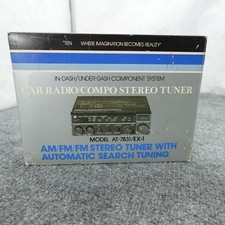 WHERE IMAGINATION BECOMES REALITY"
IN-DASH/UNDER-DASH COMPONENT SYSTEM
CAR RADIO COMPO STEREO TUNER
MODEL AT-7831/EX-1
AM/FM/FM STEREO TUNER WITH
AUTOMATIC SEARCH TUNING